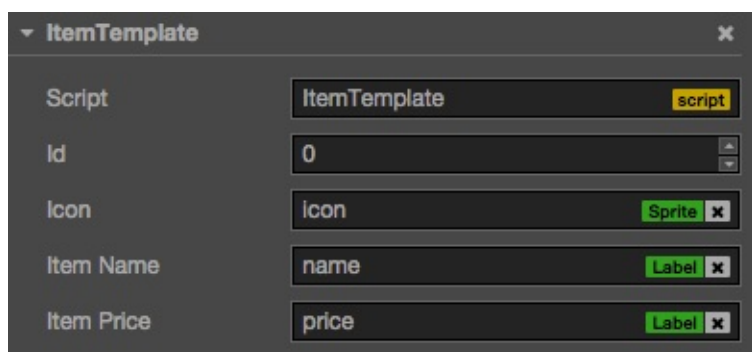 ItemTemplate
Script ItemTemplate script
Id 0
Icon icon Sprite
Item Name name Label
Item Price price Label